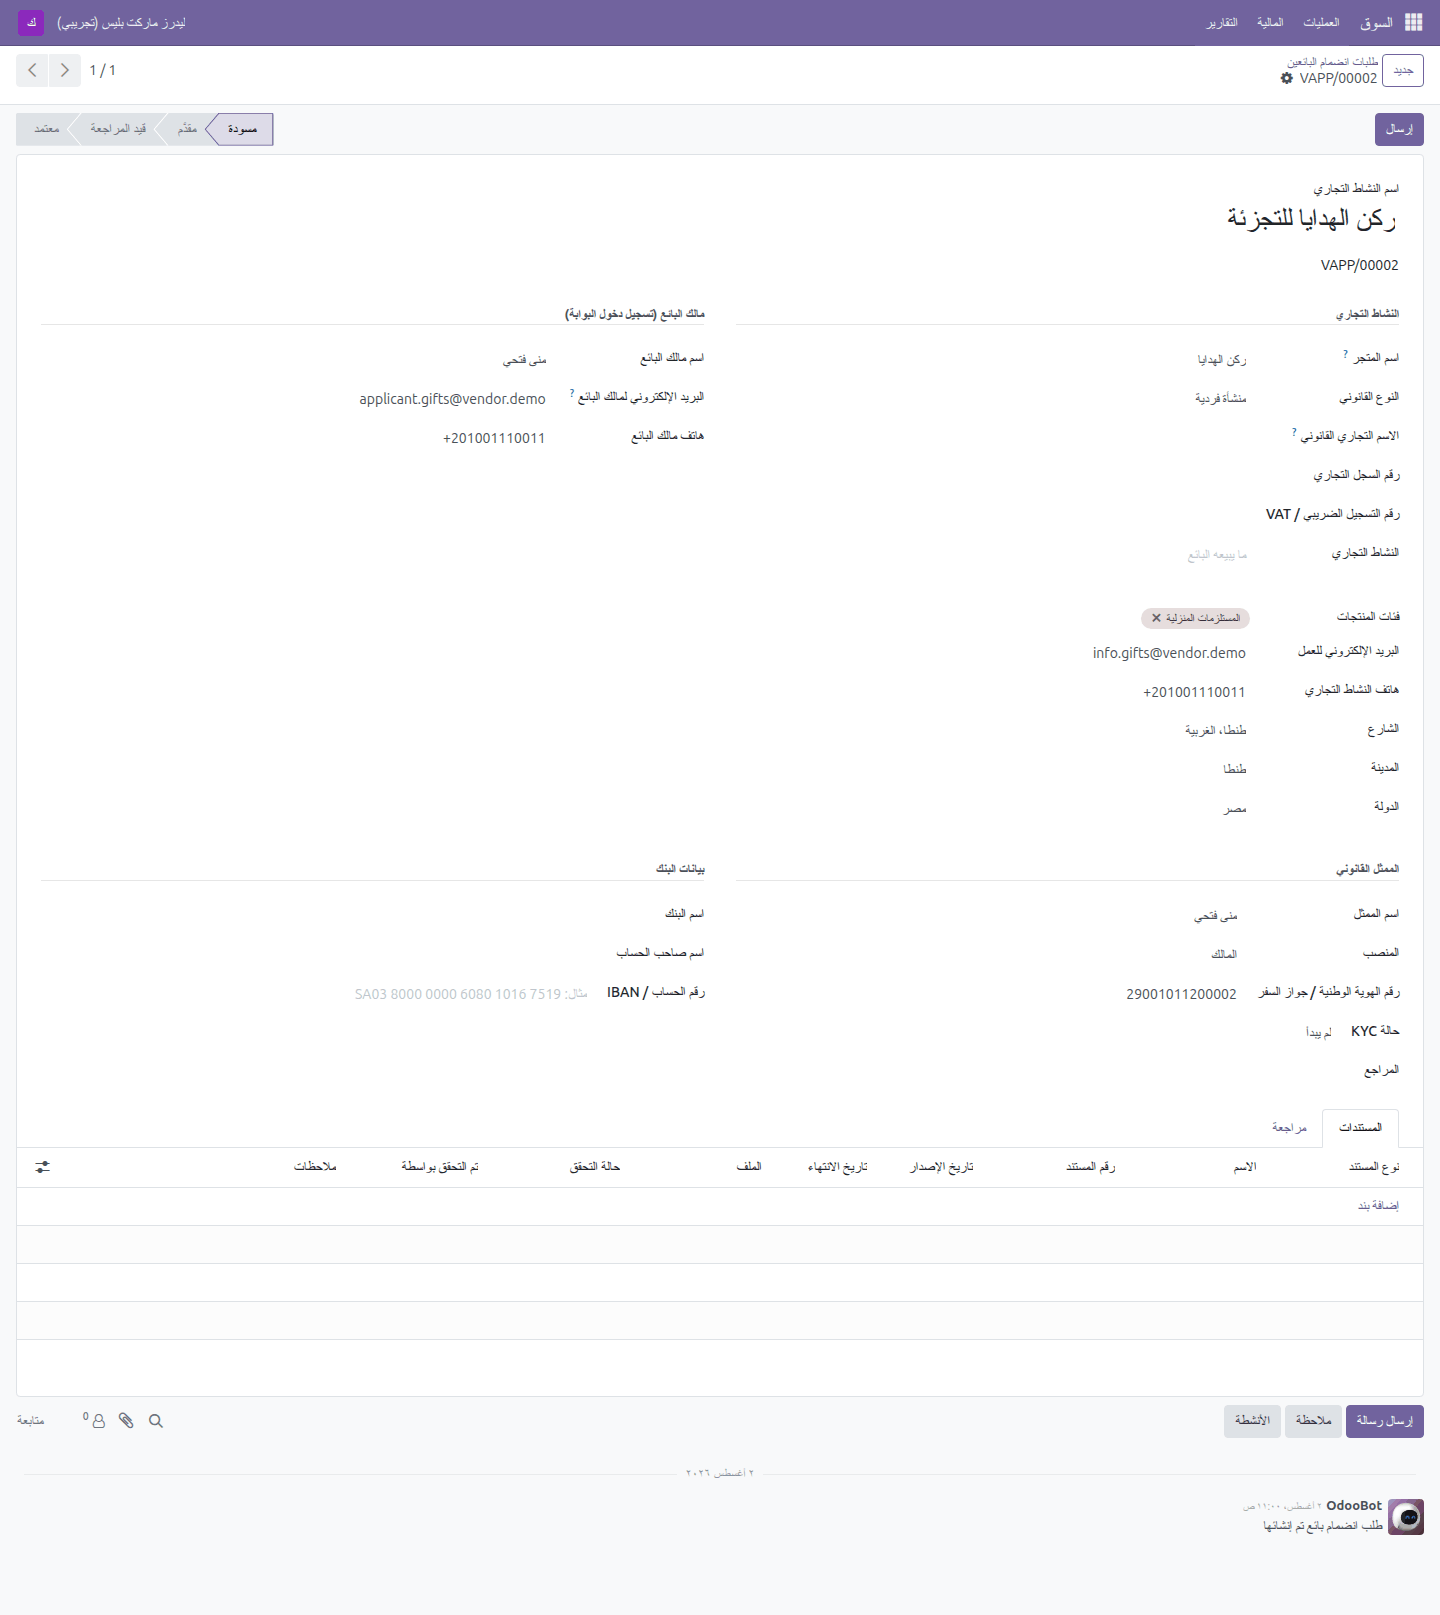 السوق
العمليات
المالية
التقارير
ليدرز ماركت بليس (تجريبي)
ك
جديد
طلبات انضمام البائعين
VAPP/00002
1 / 1
إرسال
مسودة
مقدَّم
قيد المراجعة
معتمد
اسم النشاط التجاري
ركن الهدايا للتجزئة
VAPP/00002
النشاط التجاري
اسم المتجر ?
ركن الهدايا
النوع القانوني
منشأة فردية
الاسم التجاري القانوني ?
رقم السجل التجاري
رقم التسجيل الضريبي / VAT
النشاط التجاري
ما يبيعه البائع
فئات المنتجات
المستلزمات المنزلية
البريد الإلكتروني للعمل
info.gifts@vendor.demo
هاتف النشاط التجاري
+201001110011
الشارع
طنطا، الغربية
المدينة
طنطا
الدولة
مصر
مالك البائع (تسجيل دخول البوابة)
اسم مالك البائع
منى فتحي
البريد الإلكتروني لمالك البائع ?
applicant.gifts@vendor.demo
هاتف مالك البائع
+201001110011
الممثل القانوني
اسم الممثل
منى فتحي
المنصب
المالك
رقم الهوية الوطنية / جواز السفر
29001011200002
حالة KYC
لم يبدأ
المراجع
بيانات البنك
اسم البنك
اسم صاحب الحساب
رقم الحساب / IBAN
مثال: SA03 8000 0000 6080 1016 7519
المستندات
مراجعة
نوع المستند
الاسم
رقم المستند
تاريخ الإصدار
تاريخ الانتهاء
الملف
حالة التحقق
تم التحقق بواسطة
ملاحظات
إضافة بند
إرسال رسالة
ملاحظة
الأنشطة
0
متابعة
٢ أغسطس ٢٠٢٦
OdooBot ٢ أغسطس، ١١:٠٠ ص
طلب انضمام بائع تم إنشائها